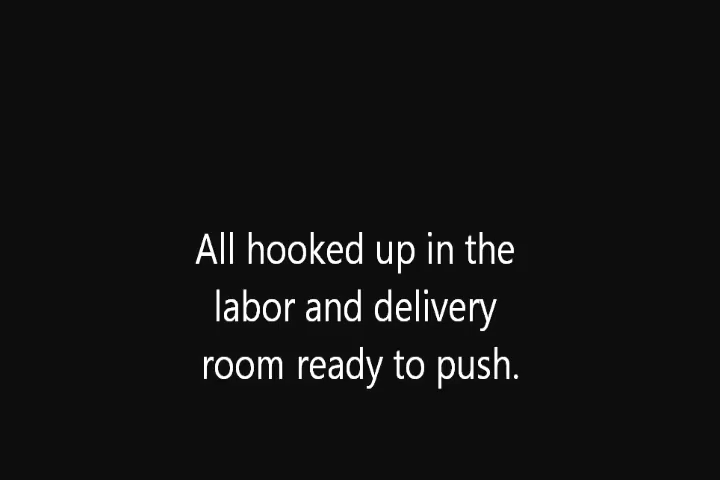 All hooked up in the
labor and delivery
room ready to push.